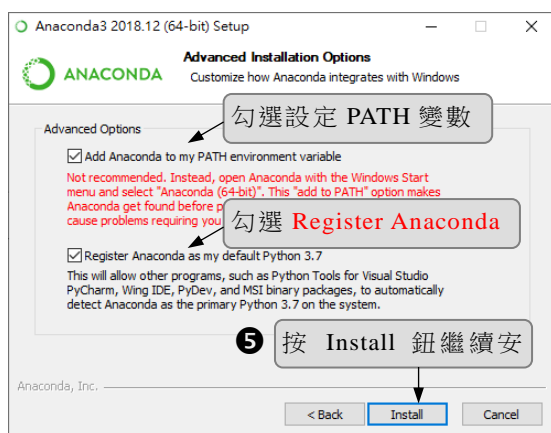 Anaconda3 2018.12 (64-bit) Setup
ANACONDA
Advanced Installation Options
Customize how Anaconda integrates with Windows
勾選設定 PATH 變數
Advanced Options
Add Anaconda to my PATH environment variable
Not recommended. Instead, open Anaconda with the Windows Start
menu and select "Anaconda (64-bit)". This "add to PATH" option makes
Anaconda get found before
cause problems requiring you
勾選 Register Anaconda
Register Anaconda as my default Python 3.7
This will allow other programs, such as Python Tools for Visual Studio
PyCharm, Wing IDE, PyDev, and MSI binary packages, to automatically
detect Anaconda as the primary Python 3.7 on the system.
❺ 按 Install 鈕繼續安
Anaconda, Inc.
< Back Install Cancel